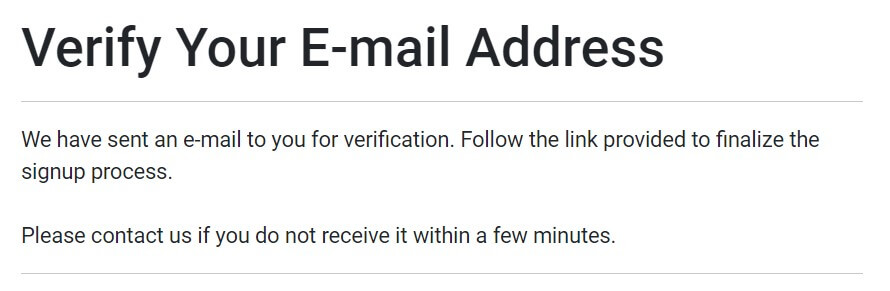 Verify Your E-mail Address
We have sent an e-mail to you for verification. Follow the link provided to finalize the
signup process.
Please contact us if you do not receive it within a few minutes.